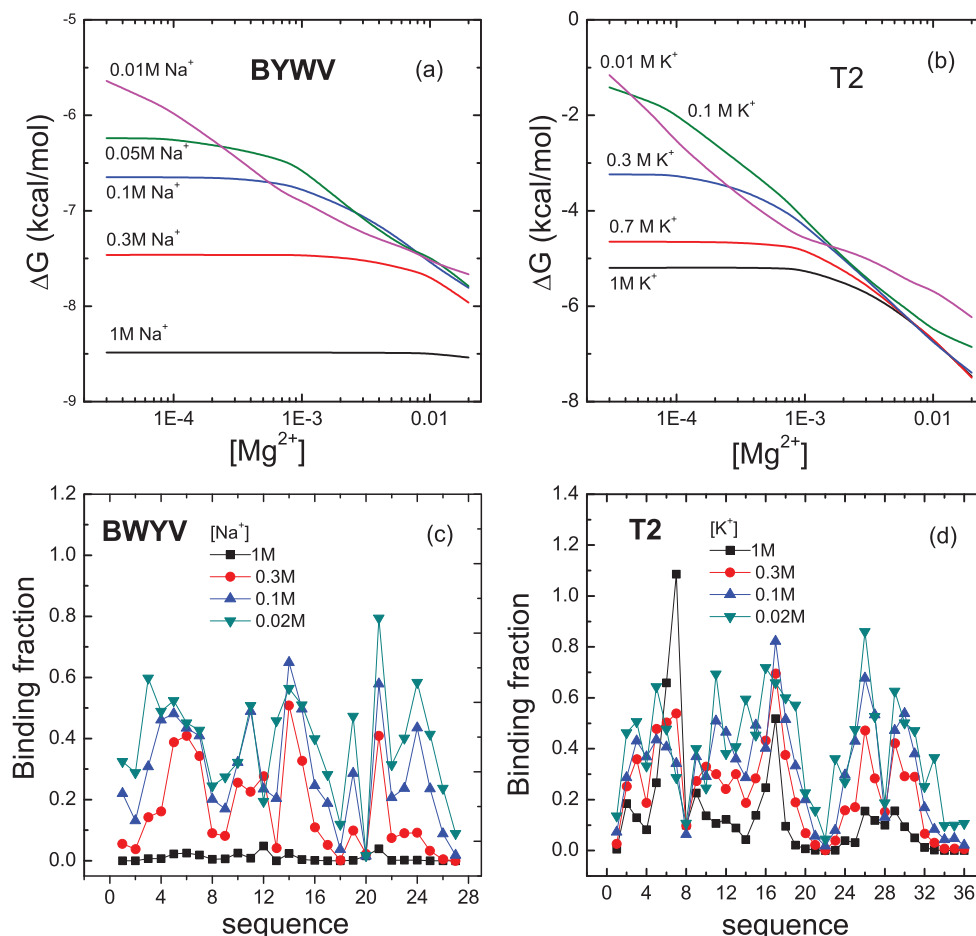 -5
-6
-7
-8
-9
ΔG (kcal/mol)
0.01M Na⁺
BYWV
(a)
0.05M Na⁺
0.1M Na⁺
0.3M Na⁺
1M Na⁺
1E-4
1E-3
0.01
[Mg²⁺]
0
-2
-4
-6
-8
ΔG (kcal/mol)
0.01 M K⁺
T2
(b)
0.1 M K⁺
0.3 M K⁺
0.7 M K⁺
1M K⁺
1E-4
1E-3
0.01
[Mg²⁺]
1.2
1.0
0.8
0.6
0.4
0.2
0.0
Binding fraction
BWYV
[Na⁺]
(c)
1M
0.3M
0.1M
0.02M
0 4 8 12 16 20 24 28
sequence
1.4
1.2
1.0
0.8
0.6
0.4
0.2
0.0
Binding fraction
T2
[K⁺]
(d)
1M
0.3M
0.1M
0.02M
0 4 8 12 16 20 24 28 32 36
sequence